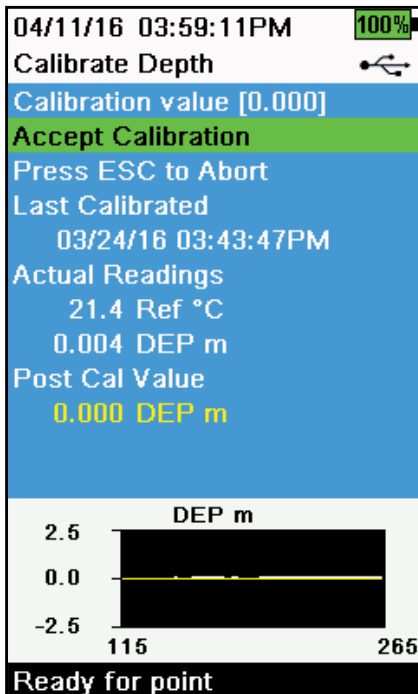 04/11/16 03:59:11PM 100%
Calibrate Depth
Calibration value [0.000]
Accept Calibration
Press ESC to Abort
Last Calibrated
03/24/16 03:43:47PM
Actual Readings
21.4 Ref °C
0.004 DEP m
Post Cal Value
0.000 DEP m
DEP m
2.5
0.0
-2.5
115 265
Ready for point